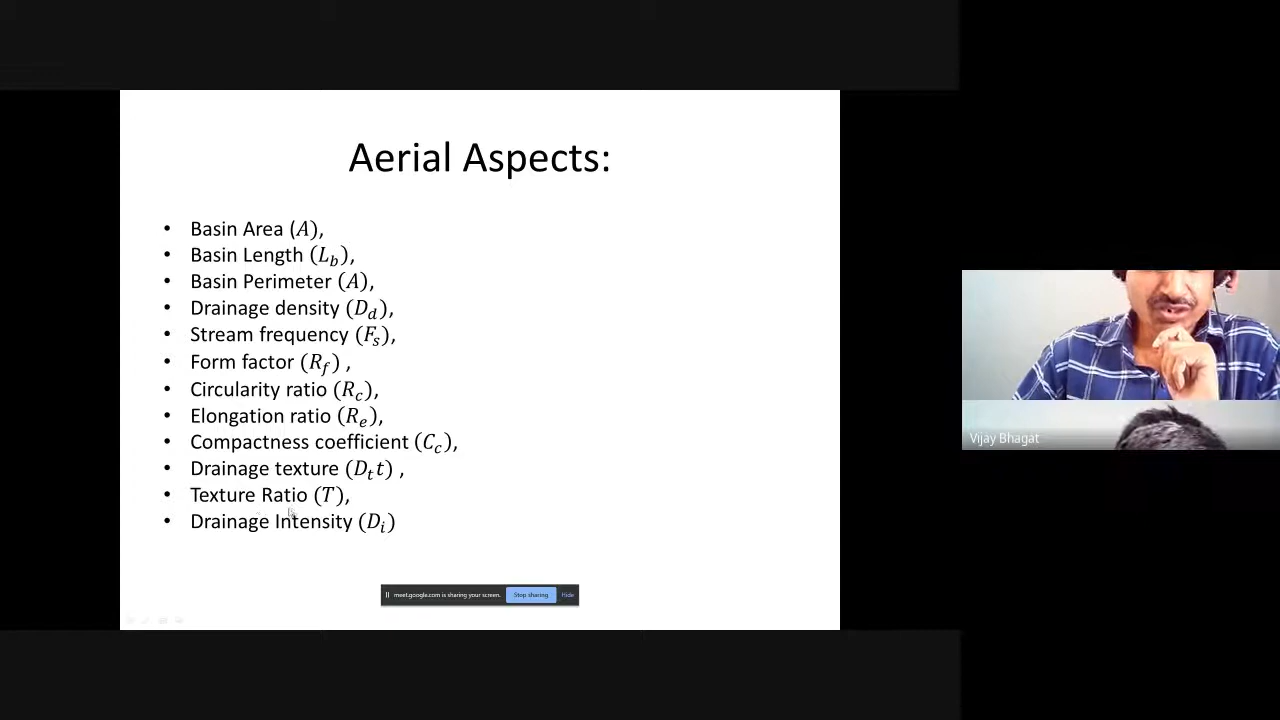 Aerial Aspects:
• Basin Area (A),
• Basin Length (L_b),
• Basin Perimeter (A),
• Drainage density (D_d),
• Stream frequency (F_s),
• Form factor (R_f) ,
• Circularity ratio (R_c),
• Elongation ratio (R_e),
• Compactness coefficient (C_c),
• Drainage texture (D_t t) ,
• Texture Ratio (T),
• Drainage Intensity (D_i)
meet.google.com is sharing your screen. Stop sharing Hide
Vijay Bhagat